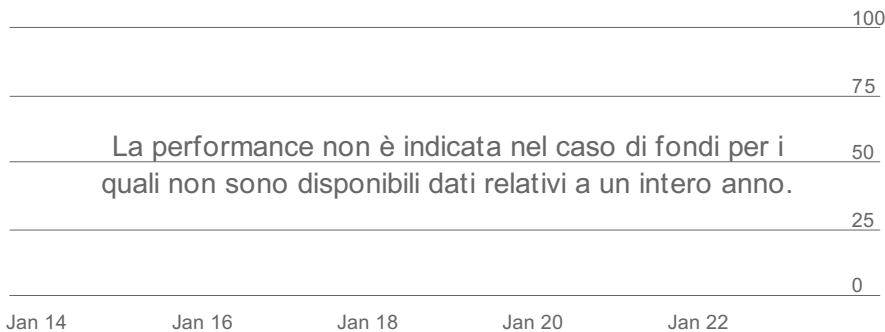 100
75
La performance non è indicata nel caso di fondi per i
50
quali non sono disponibili dati relativi a un intero anno.
25
0
Jan 14 Jan 16 Jan 18 Jan 20 Jan 22